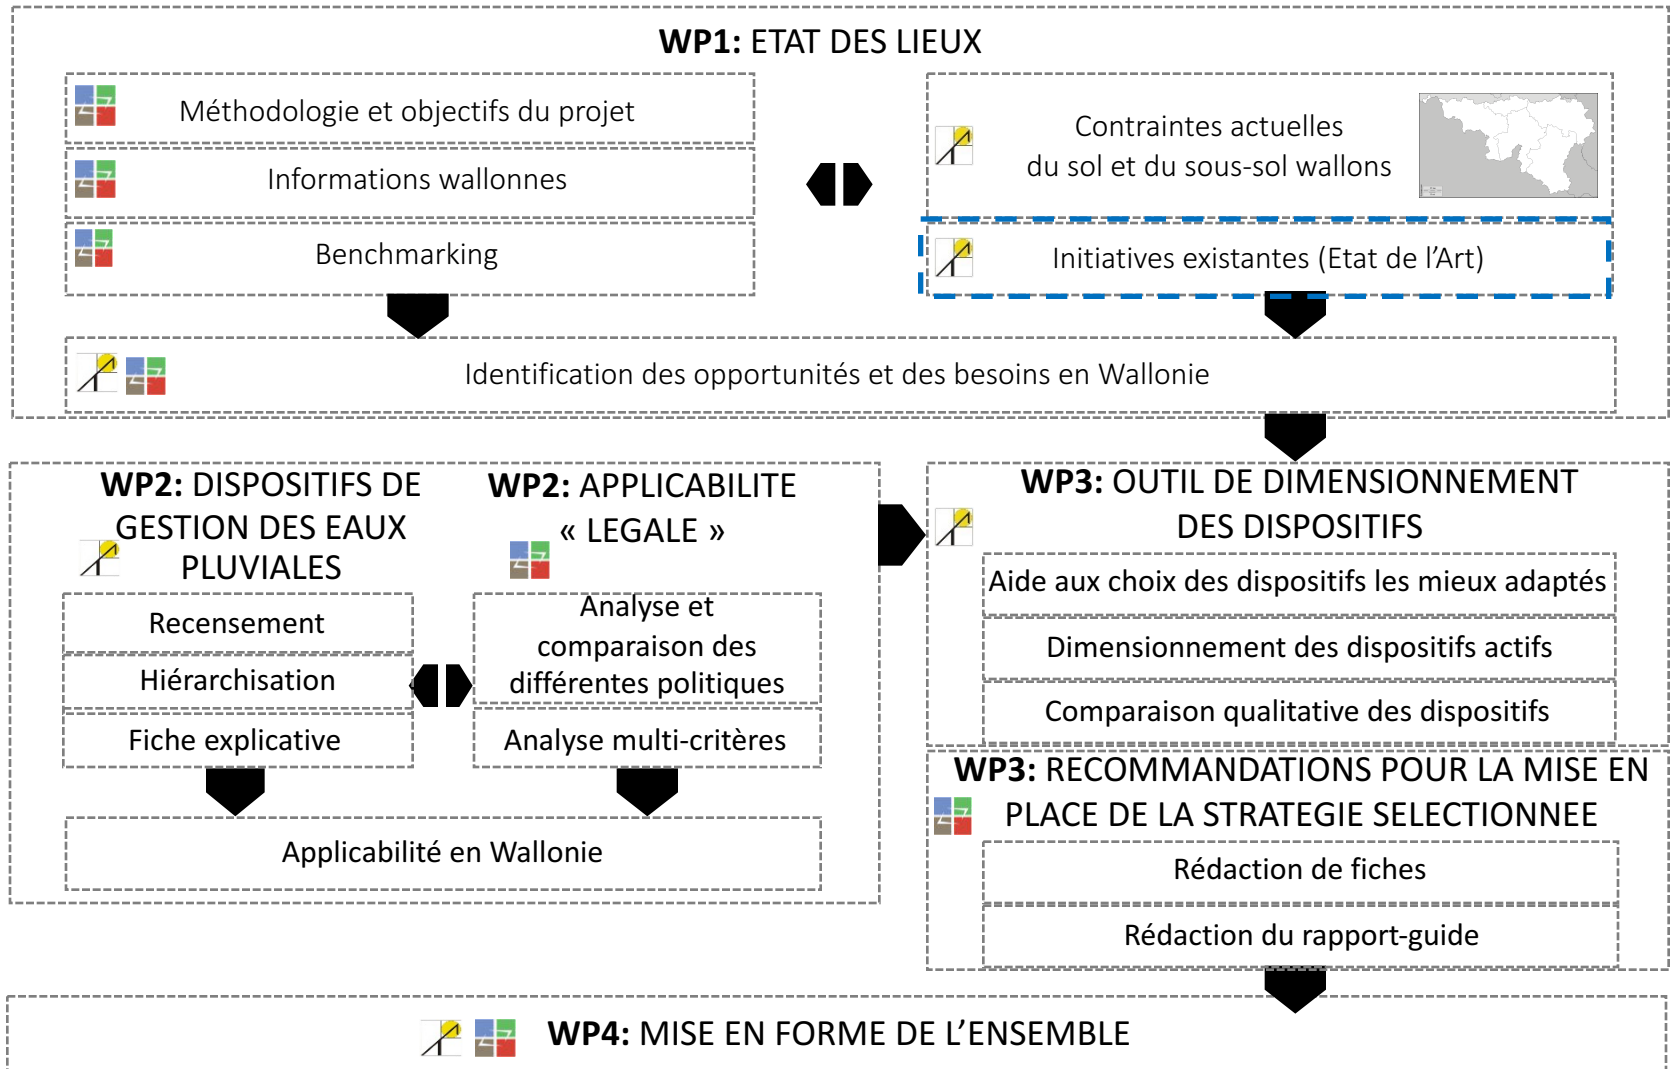 WP1: ETAT DES LIEUX
Méthodologie et objectifs du projet
Informations wallonnes
Benchmarking
Contraintes actuelles
du sol et du sous-sol wallons
Initiatives existantes (Etat de l’Art)
Identification des opportunités et des besoins en Wallonie
WP2: DISPOSITIFS DE
GESTION DES EAUX
PLUVIALES
Recensement
Hiérarchisation
Fiche explicative
WP2: APPLICABILITE
« LEGALE »
Analyse et
comparaison des
différentes politiques
Analyse multi-critères
Applicabilité en Wallonie
WP3: OUTIL DE DIMENSIONNEMENT
DES DISPOSITIFS
Aide aux choix des dispositifs les mieux adaptés
Dimensionnement des dispositifs actifs
Comparaison qualitative des dispositifs
WP3: RECOMMANDATIONS POUR LA MISE EN
PLACE DE LA STRATEGIE SELECTIONNEE
Rédaction de fiches
Rédaction du rapport-guide
WP4: MISE EN FORME DE L’ENSEMBLE